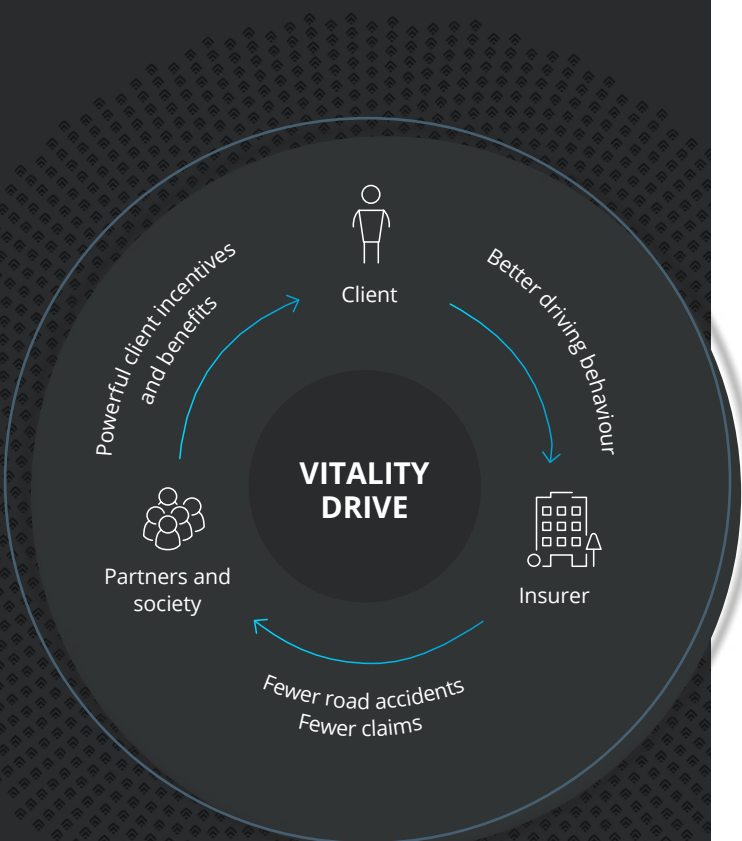 Client
Better driving behaviour
Insurer
Fewer road accidents
Fewer claims
Partners and
society
Powerful client incentives
and benefits
VITALITY
DRIVE